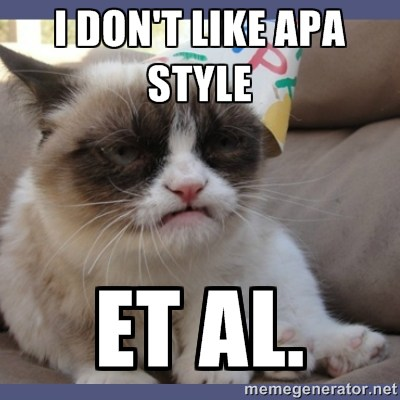 I DON'T LIKE APA
STYLE
ET AL.
memegenerator.net